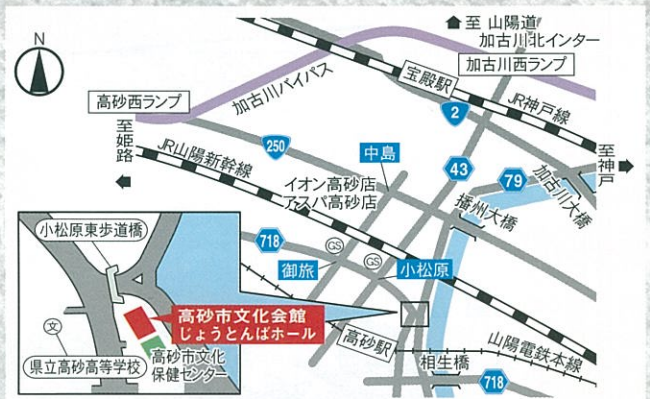 N
至 山陽道
加古川北インター
加古川西ランプ
宝殿駅
加古川バイパス
高砂西ランプ
JR神戸線
2
至姫路
JR山陽新幹線
250
中島
43
79
加古川大橋
至神戸
イオン高砂店
アスパ高砂店
播州大橋
718
GS
GS
御旅
小松原
小松原東歩道橋
高砂市文化会館
じょうとんばホール
文
県立高砂高等学校
高砂市文化
保健センター
高砂駅
山陽電鉄本線
相生橋
718